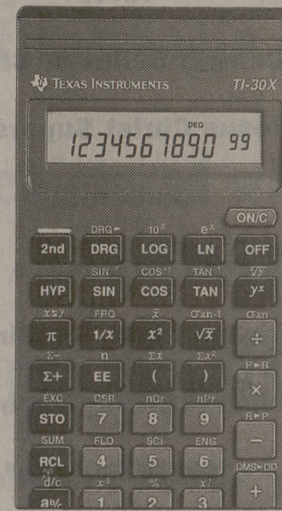 TEXAS INSTRUMENTS TI-30X
DEG
1234567890 99
ON/C
DRG► 10ˣ eˣ
2nd DRG LOG LN OFF
SIN⁻¹ COS⁻¹ TAN⁻¹ ˣ√y
HYP SIN COS TAN yˣ
x⇆y FRQ x̄ σxn-1 σxn
π 1/x x² √x ÷
Σ− n Σx Σx² P►R
Σ+ EE ( ) ×
EXC CSR nCr nPr R►P
STO 7 8 9 −
SUM FLO SCI ENG DMS►DD
RCL 4 5 6 +
d/c x³ % x!
a b/c 1 2 3